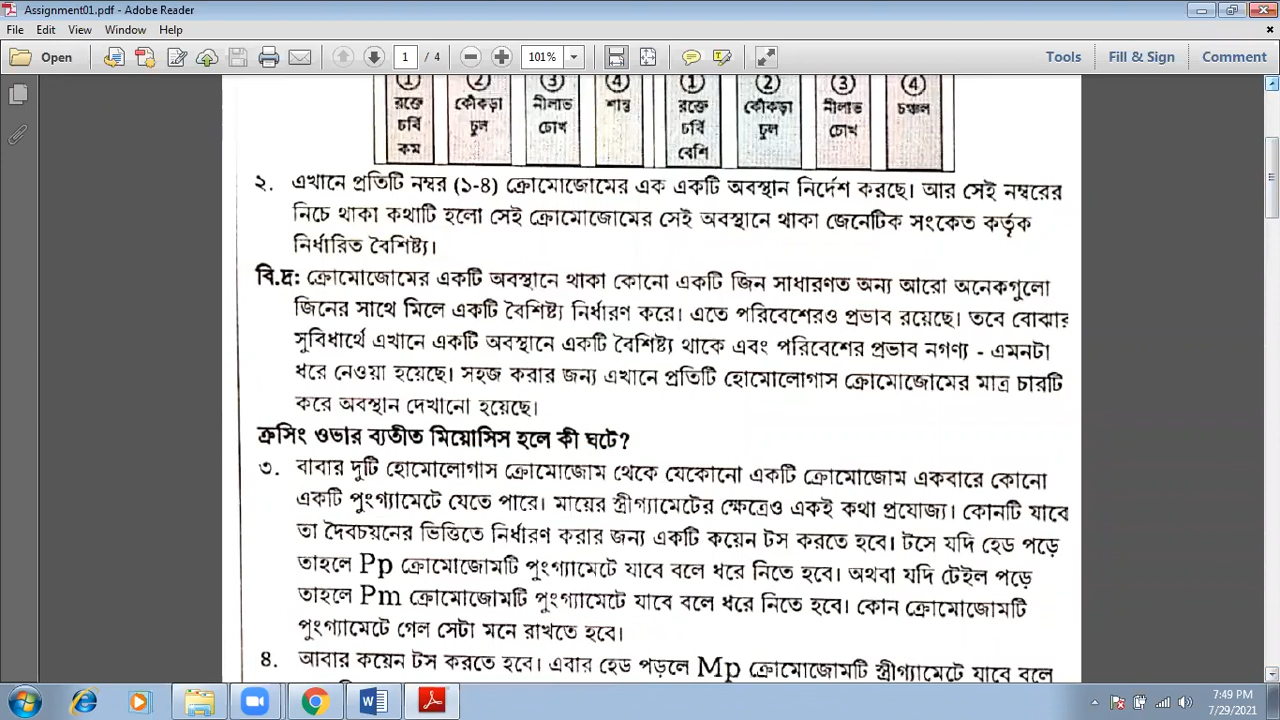 Assignment01.pdf - Adobe Reader
File Edit View Window Help
Open 1 / 4 101% Tools Fill & Sign Comment
① ② ③ ④ ① ② ③ ④
রক্তে কোঁকড়া নীলাভ শান্ত রক্তে কোঁকড়া নীলাভ চঞ্চল
চর্বি চুল চোখ চর্বি চুল চোখ
কম বেশি
২. এখানে প্রতিটি নম্বর (১-৪) ক্রোমোজোমের এক একটি অবস্থান নির্দেশ করছে। আর সেই নম্বরের
নিচে থাকা কথাটি হলো সেই ক্রোমোজোমের সেই অবস্থানে থাকা জেনেটিক সংকেত কর্তৃক
নির্ধারিত বৈশিষ্ট্য।
বি.দ্র: ক্রোমোজোমের একটি অবস্থানে থাকা কোনো একটি জিন সাধারণত অন্য আরো অনেকগুলো
জিনের সাথে মিলে একটি বৈশিষ্ট্য নির্ধারণ করে। এতে পরিবেশেরও প্রভাব রয়েছে। তবে বোঝার
সুবিধার্থে এখানে একটি অবস্থানে একটি বৈশিষ্ট্য থাকে এবং পরিবেশের প্রভাব নগণ্য - এমনটা
ধরে নেওয়া হয়েছে। সহজ করার জন্য এখানে প্রতিটি হোমোলোগাস ক্রোমোজোমের মাত্র চারটি
করে অবস্থান দেখানো হয়েছে।
ক্রসিং ওভার ব্যতীত মিয়োসিস হলে কী ঘটে?
৩. বাবার দুটি হোমোলোগাস ক্রোমোজোম থেকে যেকোনো একটি ক্রোমোজোম একবারে কোনো
একটি পুংগ্যামেটে যেতে পারে। মায়ের স্ত্রীগ্যামেটের ক্ষেত্রেও একই কথা প্রযোজ্য। কোনটি যাবে
তা দৈবচয়নের ভিত্তিতে নির্ধারণ করার জন্য একটি কয়েন টস করতে হবে। টসে যদি হেড পড়ে
তাহলে Pp ক্রোমোজোমটি পুংগ্যামেটে যাবে বলে ধরে নিতে হবে। অথবা যদি টেইল পড়ে
তাহলে Pm ক্রোমোজোমটি পুংগ্যামেটে যাবে বলে ধরে নিতে হবে। কোন ক্রোমোজোমটি
পুংগ্যামেটে গেল সেটা মনে রাখতে হবে।
৪. আবার কয়েন টস করতে হবে। এবার হেড পড়লে Mp ক্রোমোজোমটি স্ত্রীগ্যামেটে যাবে বলে
7:49 PM
7/29/2021